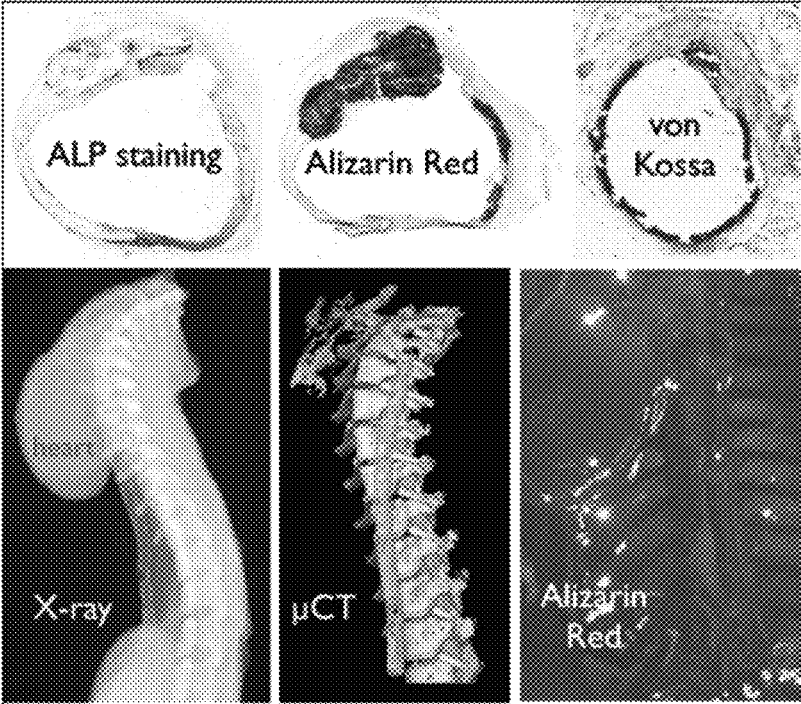 ALP staining
Alizarin Red
von
Kossa
X-ray
µCT
Alizarin
Red